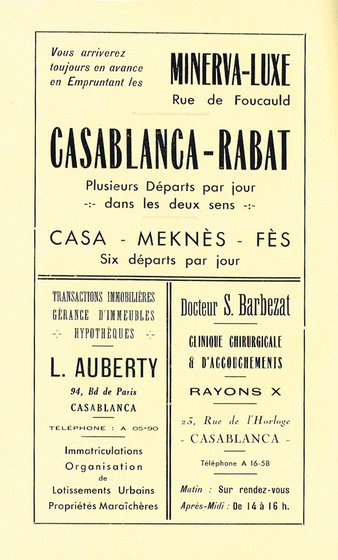 Vous arriverez
toujours en avance
en Empruntant les
MINERVA-LUXE
Rue de Foucauld
CASABLANCA-RABAT
Plusieurs Départs par jour
-:- dans les deux sens -:-
CASA - MEKNÈS - FÈS
Six départs par jour
TRANSACTIONS IMMOBILIÈRES
GÉRANCE D'IMMEUBLES
-:- HYPOTHÈQUES -:-
L. AUBERTY
94, Bd de Paris
CASABLANCA
TÉLÉPHONE : A 05-90
Immatriculations
Organisation
de
Lotissements Urbains
Propriétés Maraîchères
Docteur S. Barbezat
CLINIQUE CHIRURGICALE
& D'ACCOUCHEMENTS
RAYONS X
25, Rue de l'Horloge
- CASABLANCA -
Téléphone A 16-58
Matin : Sur rendez-vous
Après-Midi : De 14 à 16 h.